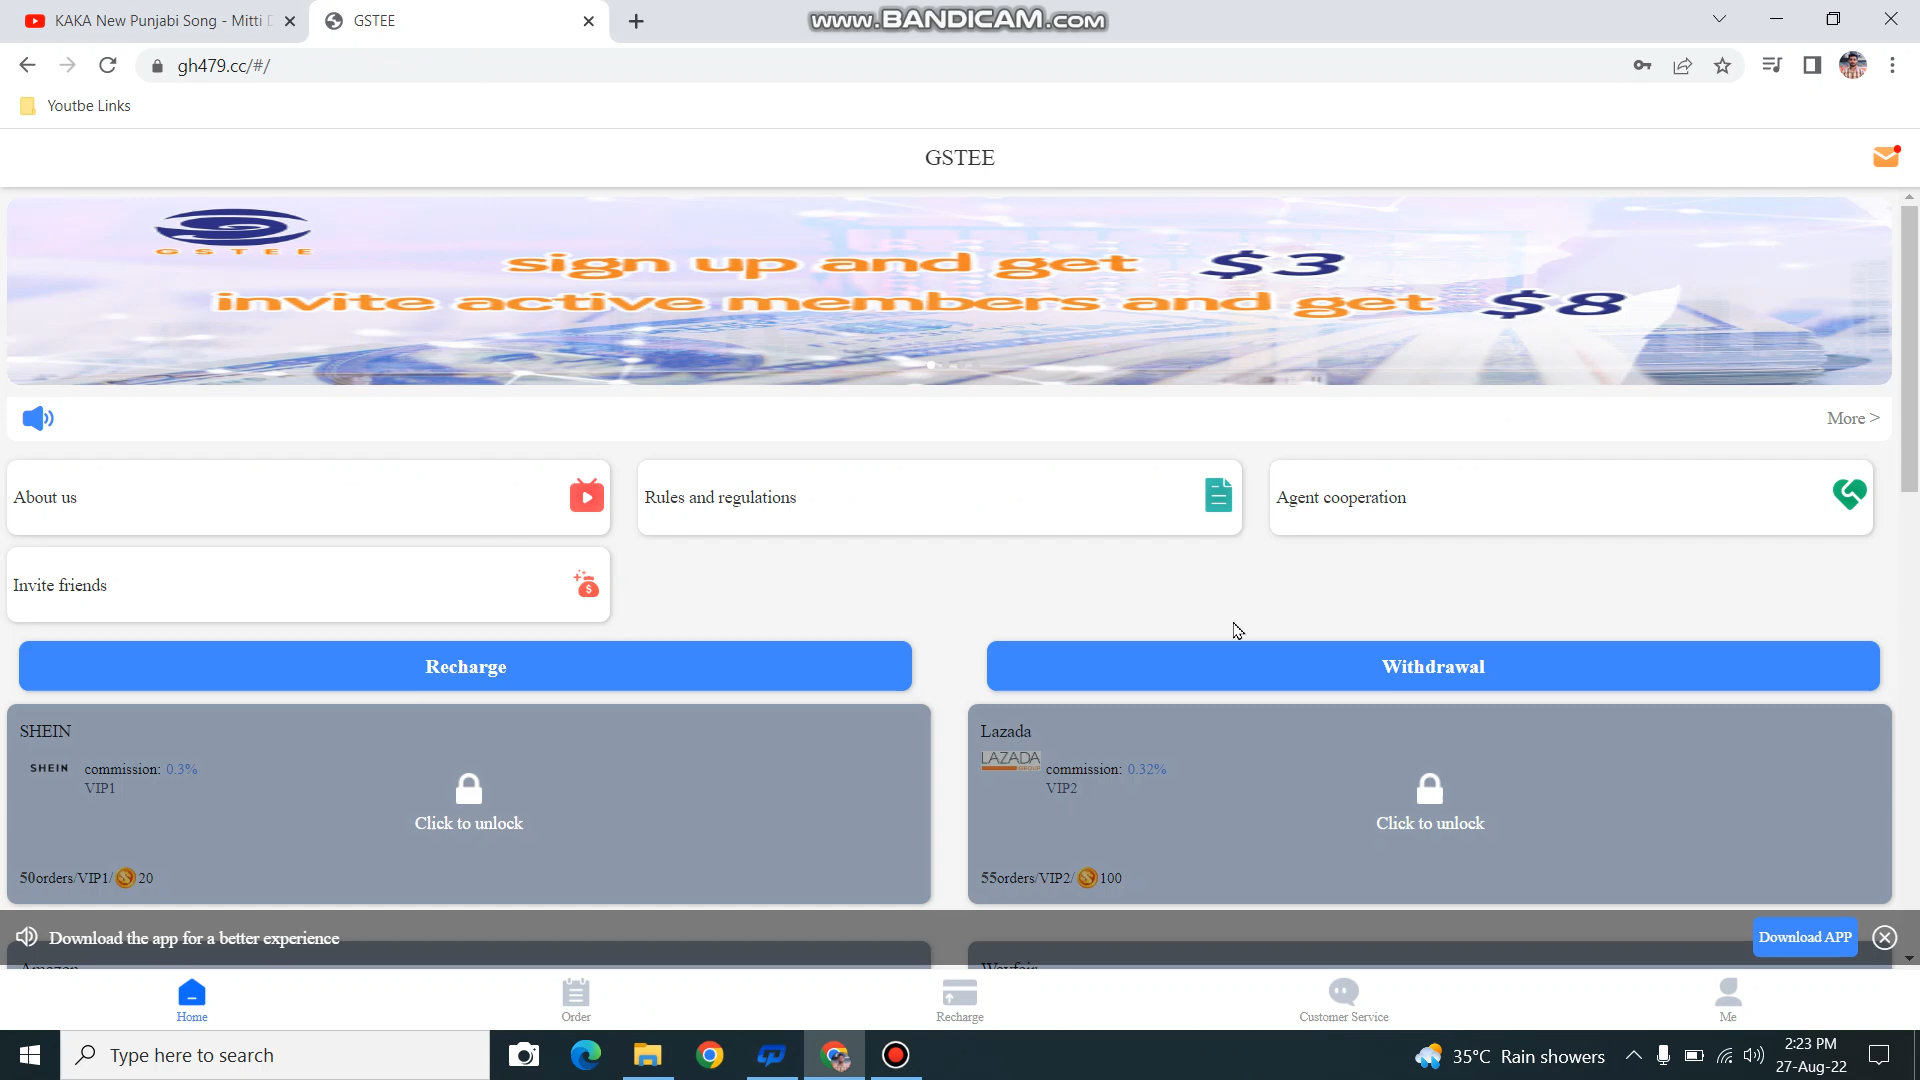 KAKA New Punjabi Song - Mitti
GSTEE
www.BANDICAM.com
gh479.cc/#/
Youtbe Links
GSTEE
GSTEE
sign up and get $3
invite active members and get $8
More >
About us
Rules and regulations
Agent cooperation
Invite friends
Recharge
Withdrawal
SHEIN
SHEIN
commission: 0.3%
VIP1
Click to unlock
50orders/VIP1/ 20
Lazada
LAZADA
GROUP
commission: 0.32%
VIP2
Click to unlock
55orders/VIP2/ 100
Download the app for a better experience
Download APP
Amazon
Wayfair
Home
Order
Recharge
Customer Service
Me
Type here to search
35°C Rain showers
2:23 PM
27-Aug-22